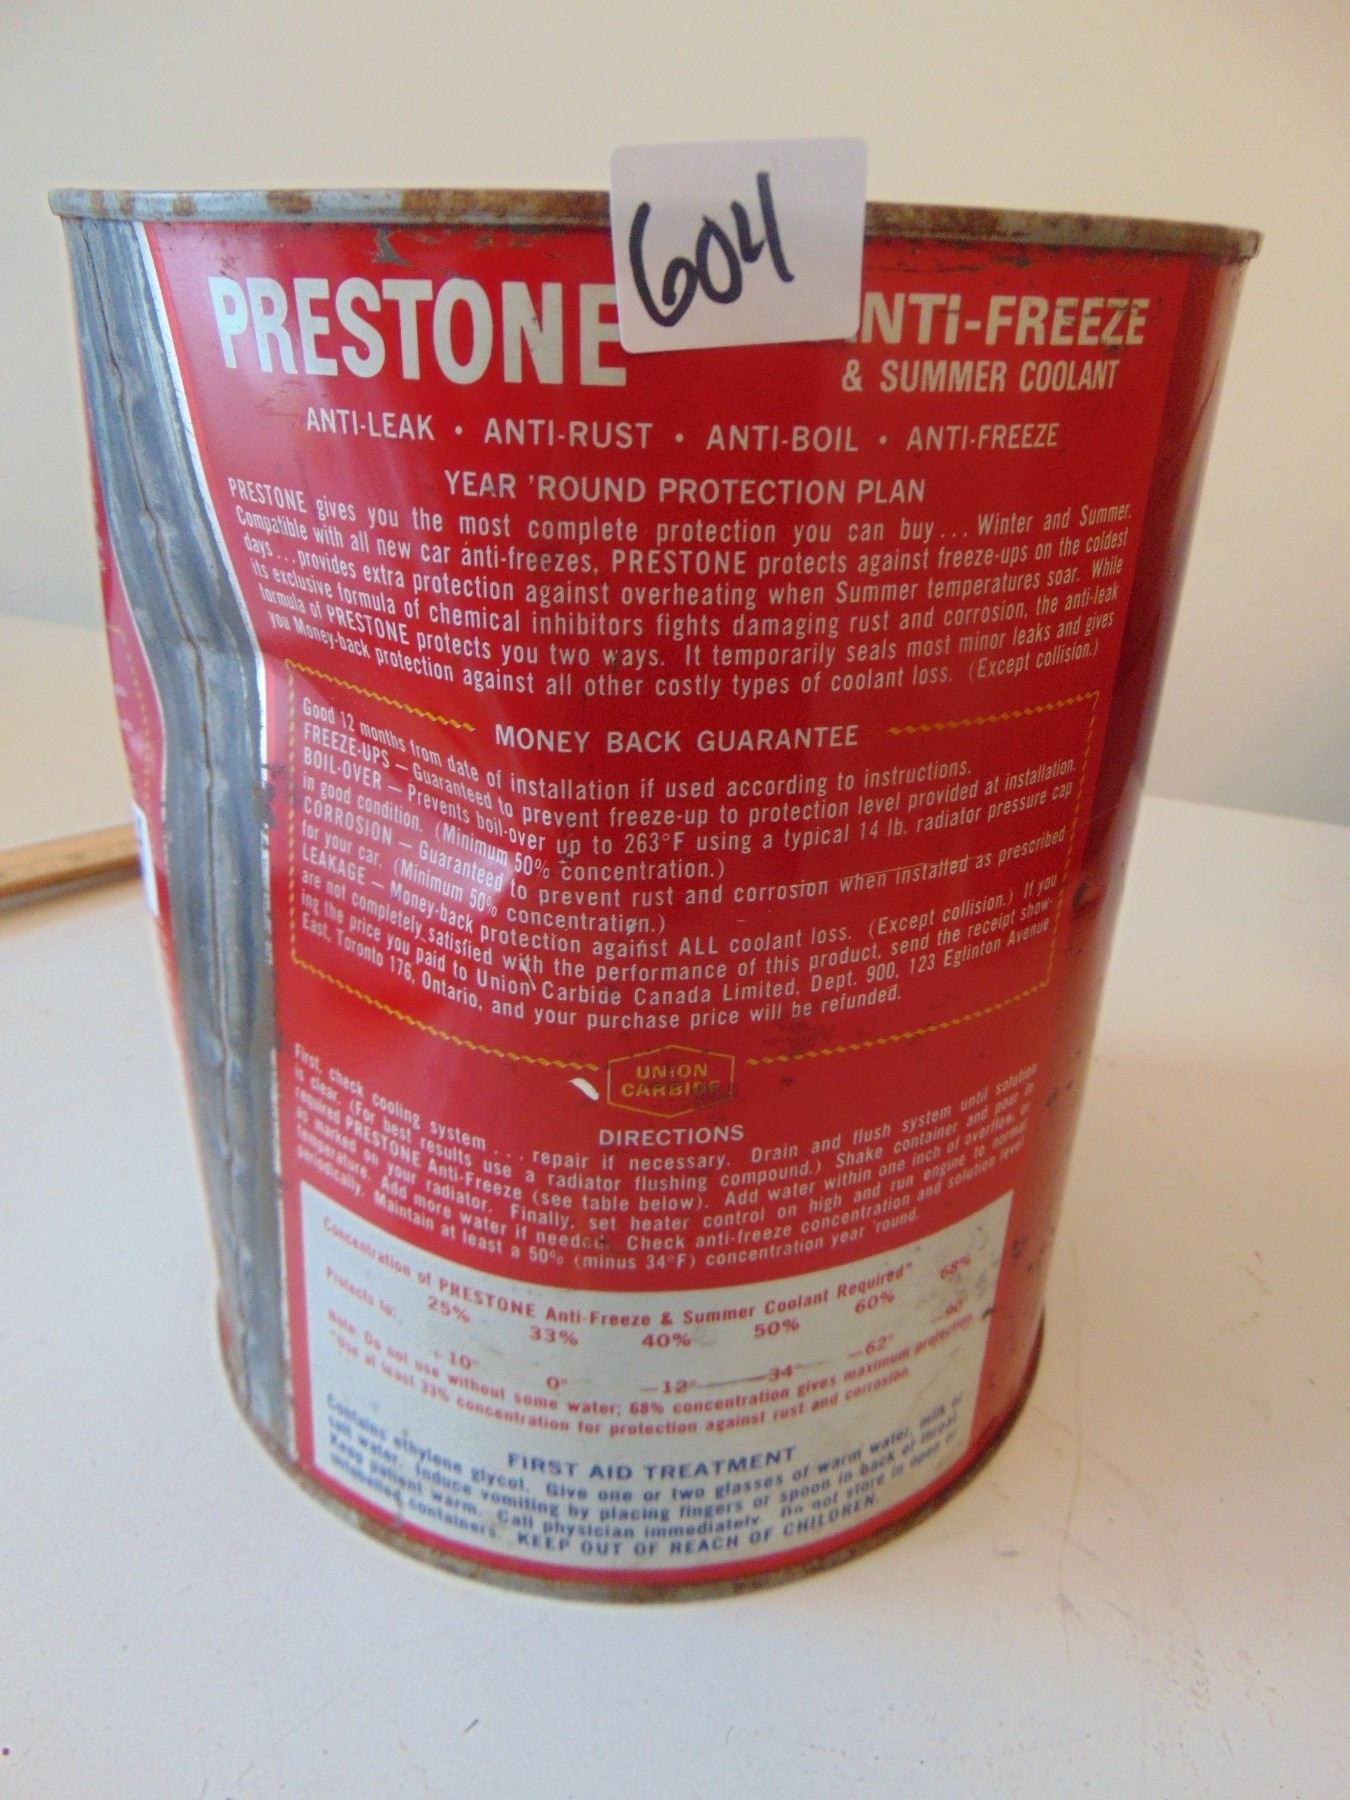 604
PRESTONE NTI-FREEZE
& SUMMER COOLANT
ANTI-LEAK • ANTI-RUST • ANTI-BOIL • ANTI-FREEZE
YEAR 'ROUND PROTECTION PLAN
PRESTONE gives you the most complete protection you can buy... Winter and Summer.
Compatible with all new car anti-freezes, PRESTONE protects against freeze-ups on the coldest
days... provides extra protection against overheating when Summer temperatures soar. While
its exclusive formula of chemical inhibitors fights damaging rust and corrosion, the anti-leak
formula of PRESTONE protects you two ways. It temporarily seals most minor leaks and gives
you Money-back protection against all other costly types of coolant loss. (Except collision.)
MONEY BACK GUARANTEE
Good 12 months from date of installation if used according to instructions.
FREEZE-UPS — Guaranteed to prevent freeze-up to protection level provided at installation.
BOIL-OVER — Prevents boil-over up to 263°F using a typical 14 lb. radiator pressure cap
in good condition. (Minimum 50% concentration.)
CORROSION — Guaranteed to prevent rust and corrosion when installed as prescribed
for your car. (Minimum 50% concentration.)
LEAKAGE — Money-back protection against ALL coolant loss. (Except collision.) If you
are not completely satisfied with the performance of this product, send the receipt show-
ing the price you paid to Union Carbide Canada Limited, Dept. 900, 123 Eglinton Avenue
East, Toronto 176, Ontario, and your purchase price will be refunded.
UNION
CARBIDE
DIRECTIONS
First, check cooling system ... repair if necessary. Drain and flush system until solution
is clear. (For best results use a radiator flushing compound.) Shake container and pour in
required PRESTONE Anti-Freeze (see table below). Add water within one inch of overflow, or
as marked on your radiator. Finally, set heater control on high and run engine to normal
temperature. Add more water if needed. Check anti-freeze concentration and solution level
periodically. Maintain at least a 50% (minus 34°F) concentration year 'round.
Concentration of PRESTONE Anti-Freeze & Summer Coolant Required*
25% 33% 40% 50% 60% 68%
Protects to: +10° 0° —12° —34° —62° —90°
Note: Do not use without some water; 68% concentration gives maximum protection
*Use at least 33% concentration for protection against rust and corrosion.
FIRST AID TREATMENT
Contains ethylene glycol. Give one or two glasses of warm water, milk or
salt water. Induce vomiting by placing fingers or spoon in back of throat.
Keep patient warm. Call physician immediately. Do not store in open or
unlabelled containers. KEEP OUT OF REACH OF CHILDREN.